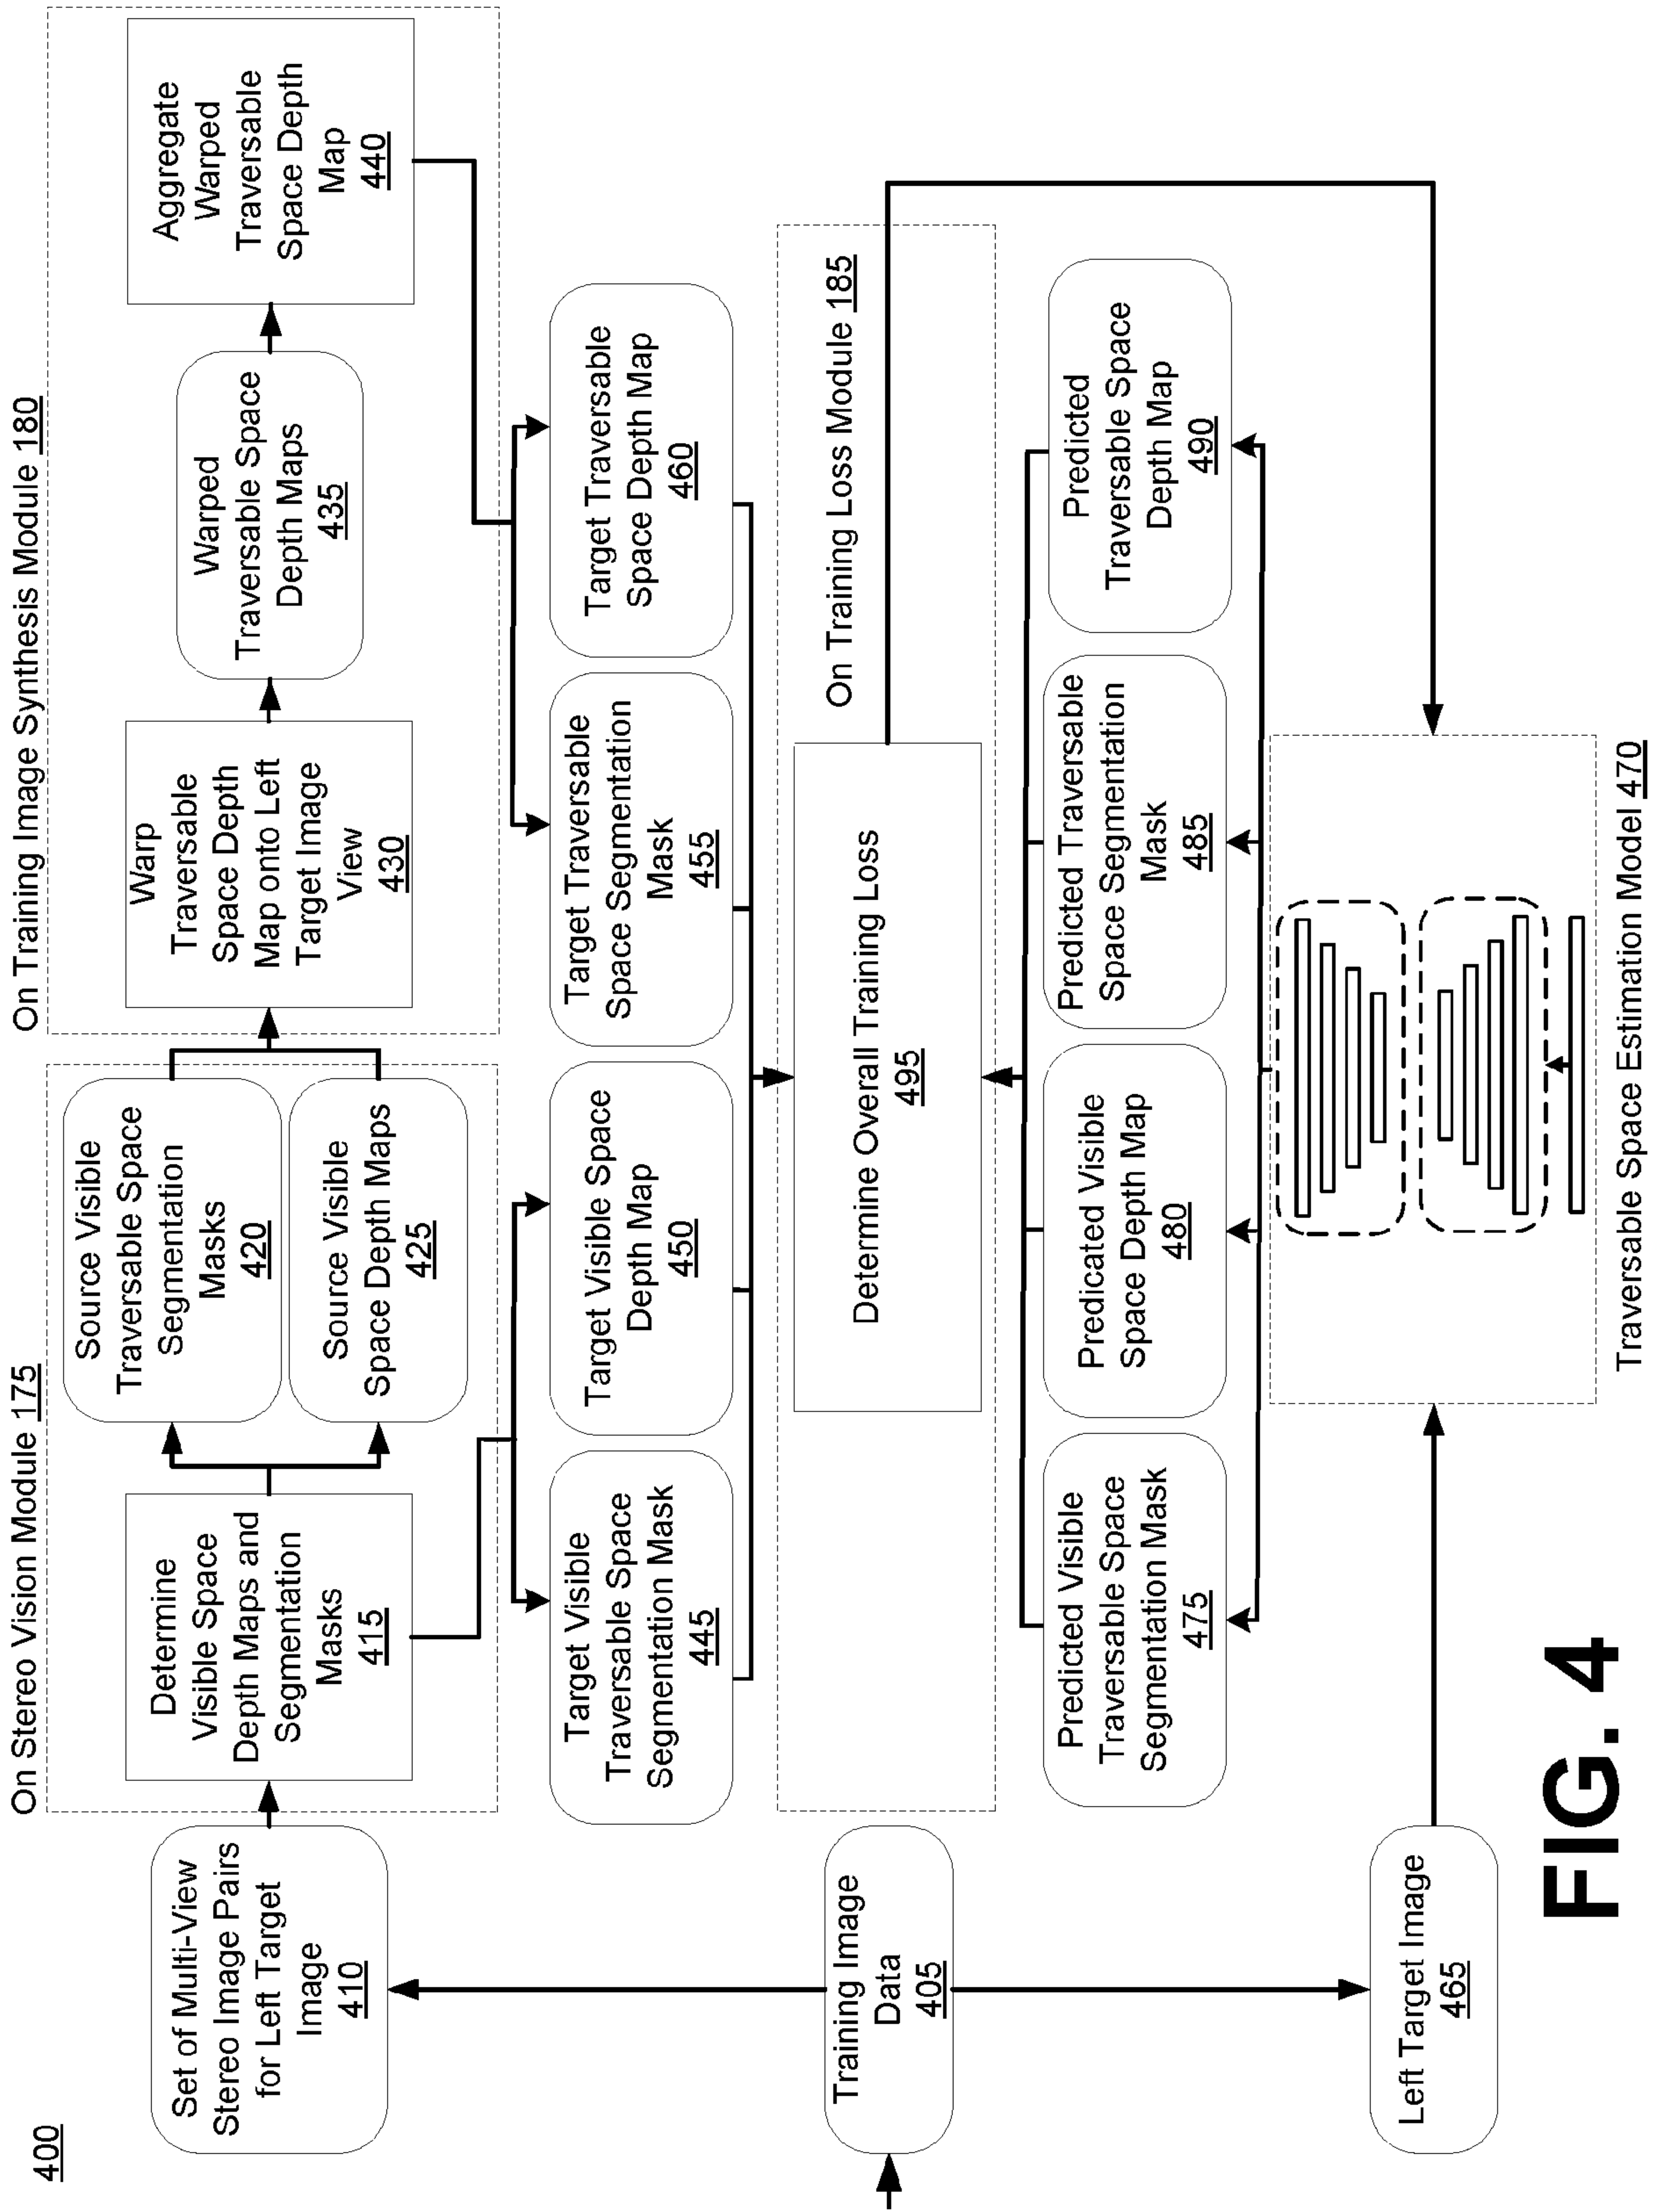 400
On Stereo Vision Module 175
On Training Image Synthesis Module 180
Set of Multi-View
Stereo Image Pairs
for Left Target
Image
410
Determine
Visible Space
Depth Maps and
Segmentation
Masks
415
Source Visible
Traversable Space
Segmentation
Masks
420
Source Visible
Space Depth Maps
425
Warp
Traversable
Space Depth
Map onto Left
Target Image
View
430
Warped
Traversable Space
Depth Maps
435
Aggregate
Warped
Traversable
Space Depth
Map
440
Target Visible
Traversable Space
Segmentation Mask
445
Target Visible Space
Depth Map
450
Target Traversable
Space Segmentation
Mask
455
Target Traversable
Space Depth Map
460
Training Image
Data
405
On Training Loss Module 185
Determine Overall Training Loss
495
Predicted Visible
Traversable Space
Segmentation Mask
475
Predicated Visible
Space Depth Map
480
Predicted Traversable
Space Segmentation
Mask
485
Predicted
Traversable Space
Depth Map
490
Left Target Image
465
Traversable Space Estimation Model 470
FIG. 4